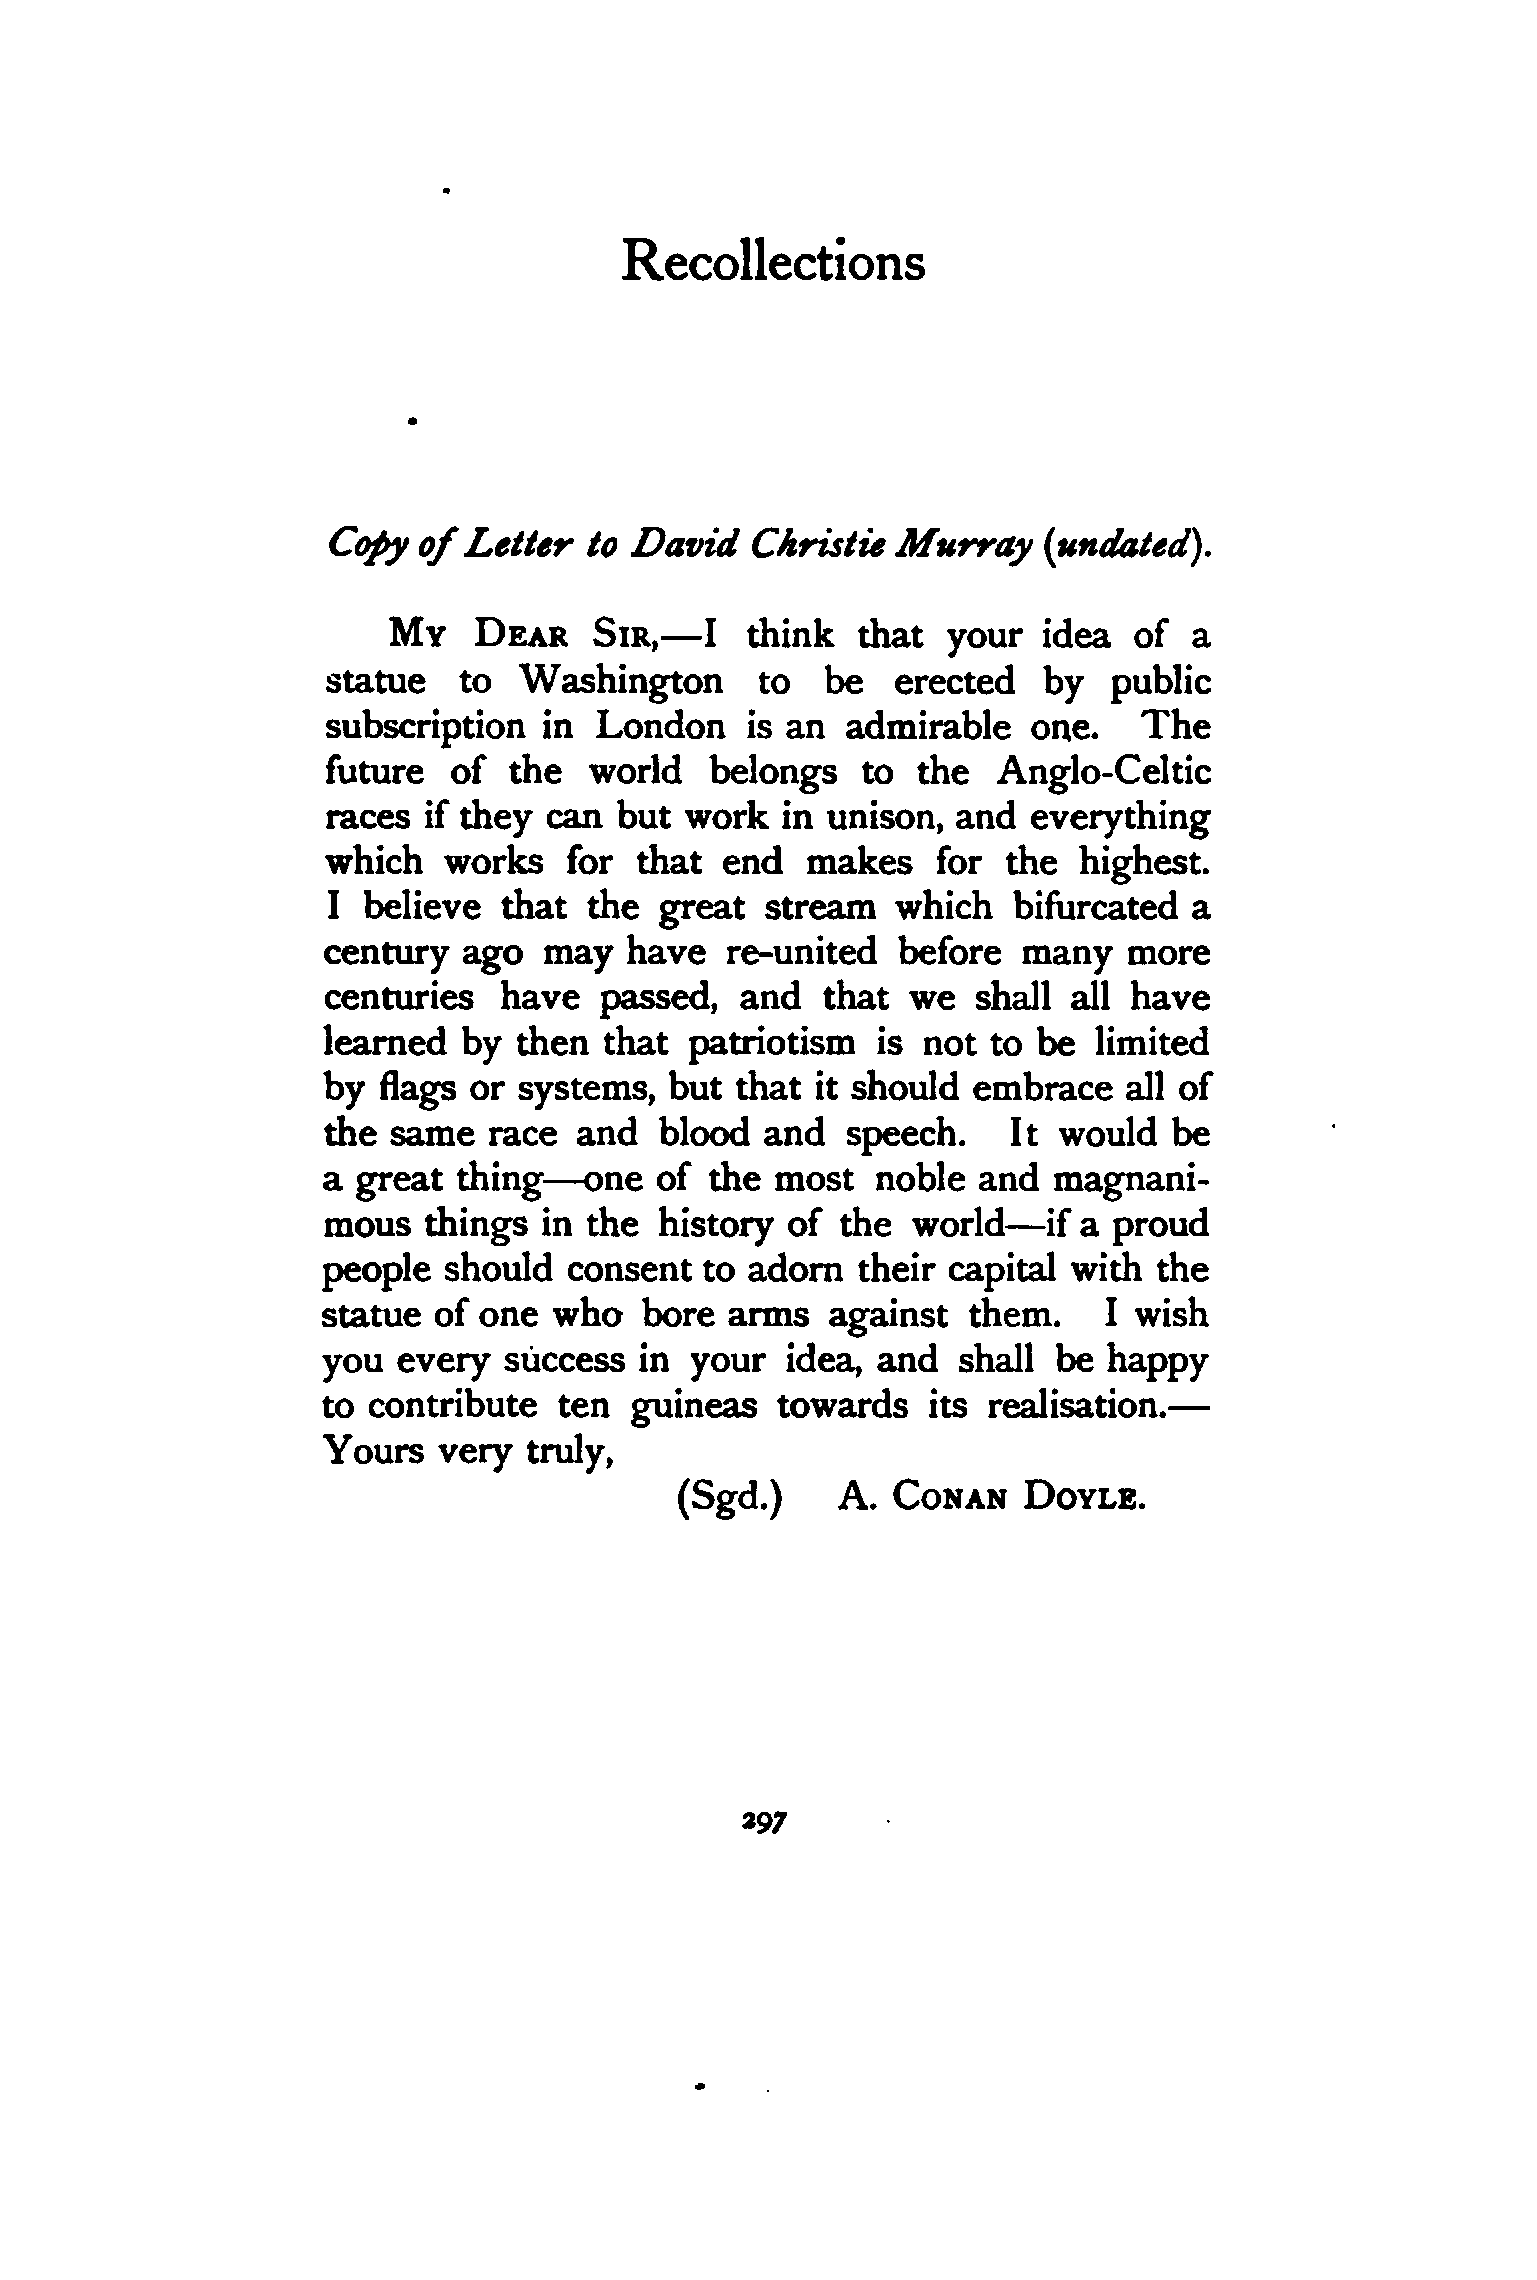 Recollections
Copy of Letter to David Christie Murray (undated).
My Dear Sir,—I think that your idea of a
statue to Washington to be erected by public
subscription in London is an admirable one. The
future of the world belongs to the Anglo-Celtic
races if they can but work in unison, and everything
which works for that end makes for the highest.
I believe that the great stream which bifurcated a
century ago may have re-united before many more
centuries have passed, and that we shall all have
learned by then that patriotism is not to be limited
by flags or systems, but that it should embrace all of
the same race and blood and speech. It would be
a great thing—one of the most noble and magnani-
mous things in the history of the world—if a proud
people should consent to adorn their capital with the
statue of one who bore arms against them. I wish
you every success in your idea, and shall be happy
to contribute ten guineas towards its realisation.—
Yours very truly,
(Sgd.) A. Conan Doyle.
297